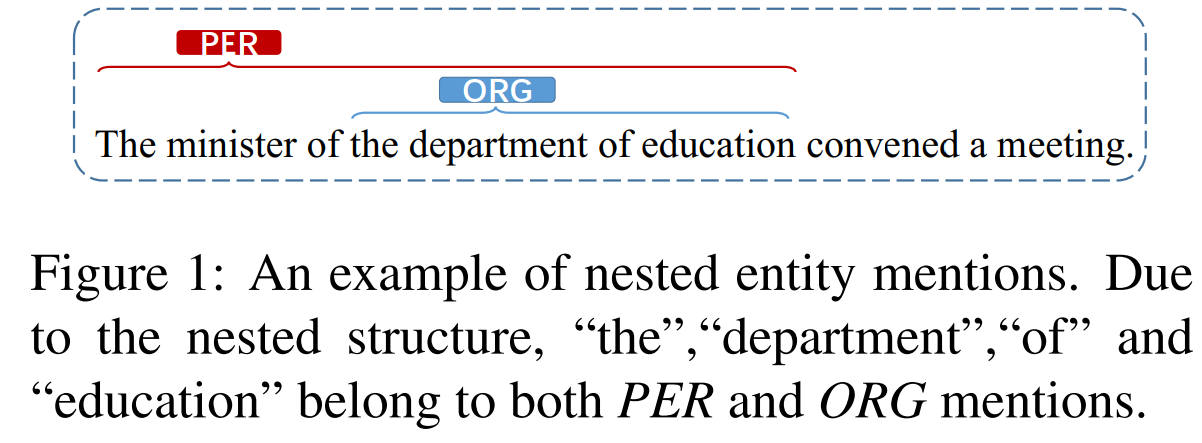 PER
ORG
The minister of the department of education convened a meeting.
Figure 1: An example of nested entity mentions. Due
to the nested structure, “the”,“department”,“of” and
“education” belong to both PER and ORG mentions.